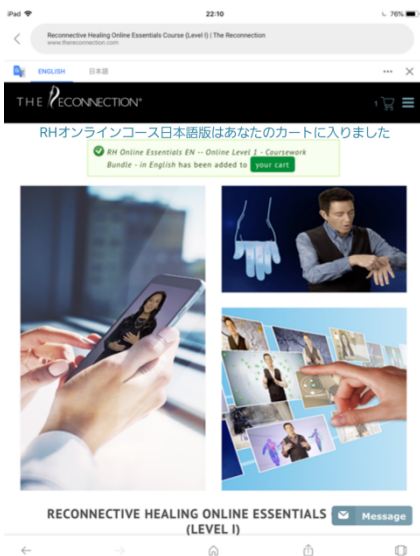 iPad
22:10
76%
Reconnective Healing Online Essentials Course (Level I) | The Reconnection
www.thereconnection.com
ENGLISH 日本語
THE RECONNECTION®
1
RHオンラインコース日本語版はあなたのカートに入りました
RH Online Essentials EN -- Online Level 1 - Coursework
Bundle - in English has been added to your cart
RECONNECTIVE HEALING ONLINE ESSENTIALS
(LEVEL I)
Message